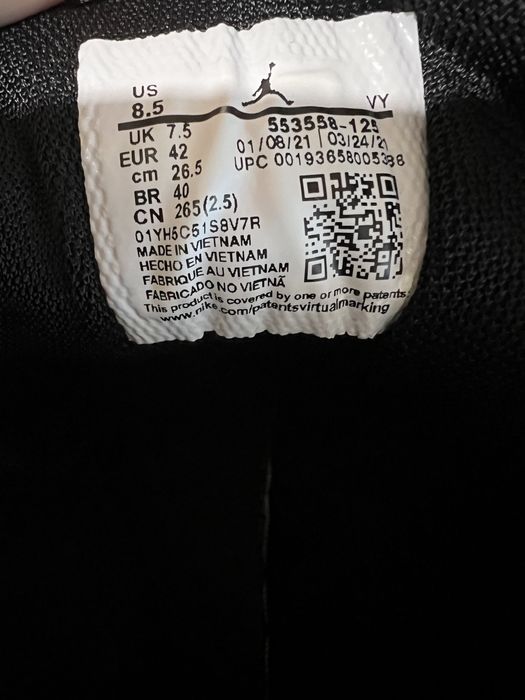 US
8.5
VY
UK 7.5
EUR 42
cm 26.5
BR 40
CN 265(2.5)
553558-129
01/08/21 | 03/24/21
UPC 00193658005386
01YH5C51S8V7R
MADE IN VIETNAM
HECHO EN VIETNAM
FABRIQUE AU VIETNAM
FABRICADO NO VIETNÃ
This product is covered by one or more patents.
www.nike.com/patentsvirtualmarking